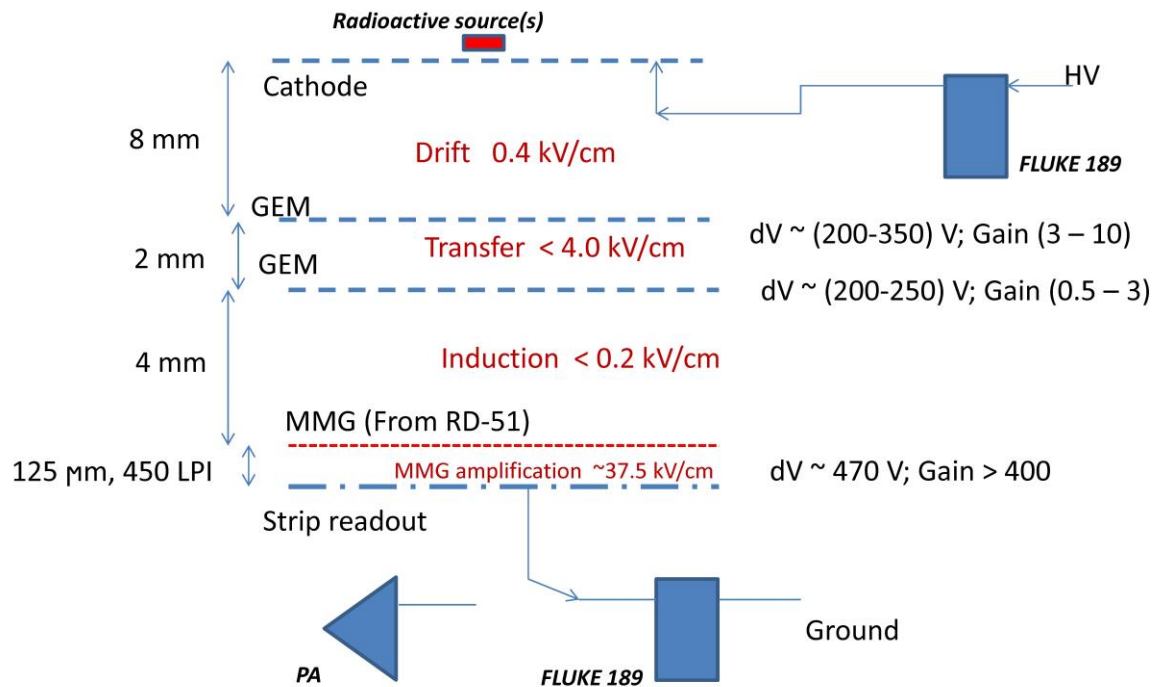 Radioactive source(s)
Cathode
HV
8 mm
Drift 0.4 kV/cm
FLUKE 189
GEM
dV ~ (200-350) V; Gain (3 – 10)
Transfer < 4.0 kV/cm
2 mm
GEM
dV ~ (200-250) V; Gain (0.5 – 3)
4 mm
Induction < 0.2 kV/cm
MMG (From RD-51)
125 μm, 450 LPI
MMG amplification ~37.5 kV/cm
dV ~ 470 V; Gain > 400
Strip readout
Ground
PA
FLUKE 189